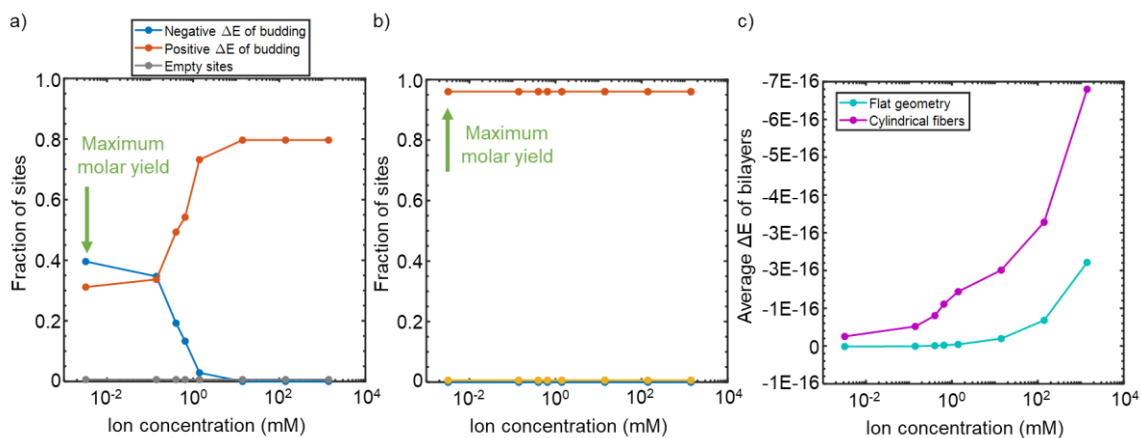 a)
Negative ΔE of budding
Positive ΔE of budding
Empty sites
1.0
0.8
0.6
0.4
0.2
0
Fraction of sites
Maximum
molar yield
10-2
100
102
104
Ion concentration (mM)
b)
1.0
0.8
0.6
0.4
0.2
0
Fraction of sites
Maximum
molar yield
10-2
100
102
104
Ion concentration (mM)
c)
Flat geometry
Cylindrical fibers
-7E-16
-6E-16
-5E-16
-4E-16
-3E-16
-3E-16
-1E-16
0
-1E-16
Average ΔE of bilayers
10-2
100
102
104
Ion concentration (mM)